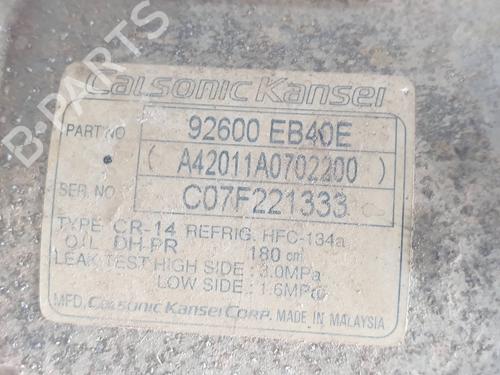 B-PARTS
Calsonic Kansei
PART NO 92600 EB40E
( A42011A0702200 )
SER. NO. C07F221333
TYPE CR-14 REFRIG. HFC-134a
OIL DH-PR 180 cm³
LEAK TEST HIGH SIDE : 3.0MPa
LOW SIDE : 1.6MPa
MFD. Calsonic Kansei Corp. MADE IN MALAYSIA